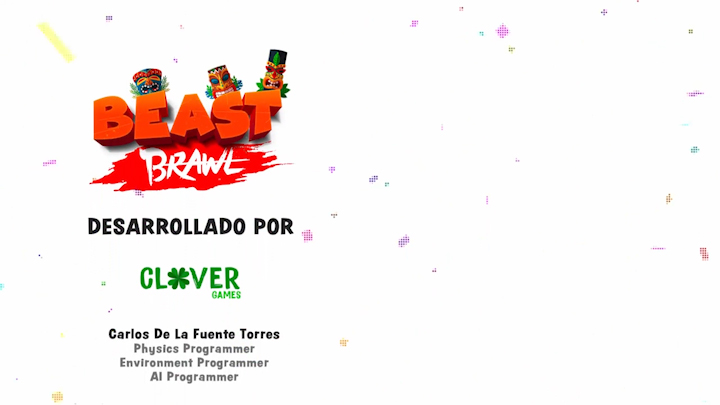 BEAST
BRAWL
DESARROLLADO POR
CLOVER
GAMES
Carlos De La Fuente Torres
Physics Programmer
Environment Programmer
AI Programmer